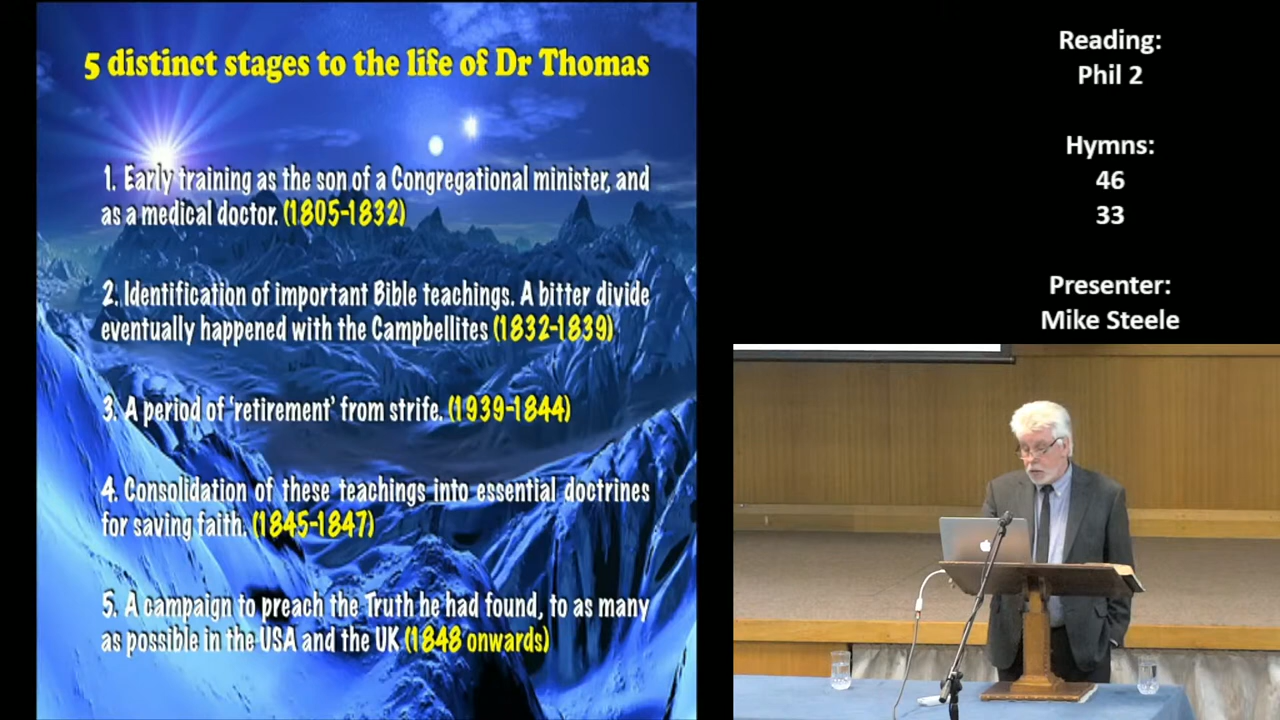 5 distinct stages to the life of Dr Thomas
1. Early training as the son of a Congregational minister, and
as a medical doctor. (1805-1832)
2. Identification of important Bible teachings. A bitter divide
eventually happened with the Campbellites (1832-1839)
3. A period of 'retirement' from strife. (1939-1844)
4. Consolidation of these teachings into essential doctrines
for saving faith. (1845-1847)
5. A campaign to preach the Truth he had found, to as many
as possible in the USA and the UK (1848 onwards)
Reading:
Phil 2
Hymns:
46
33
Presenter:
Mike Steele